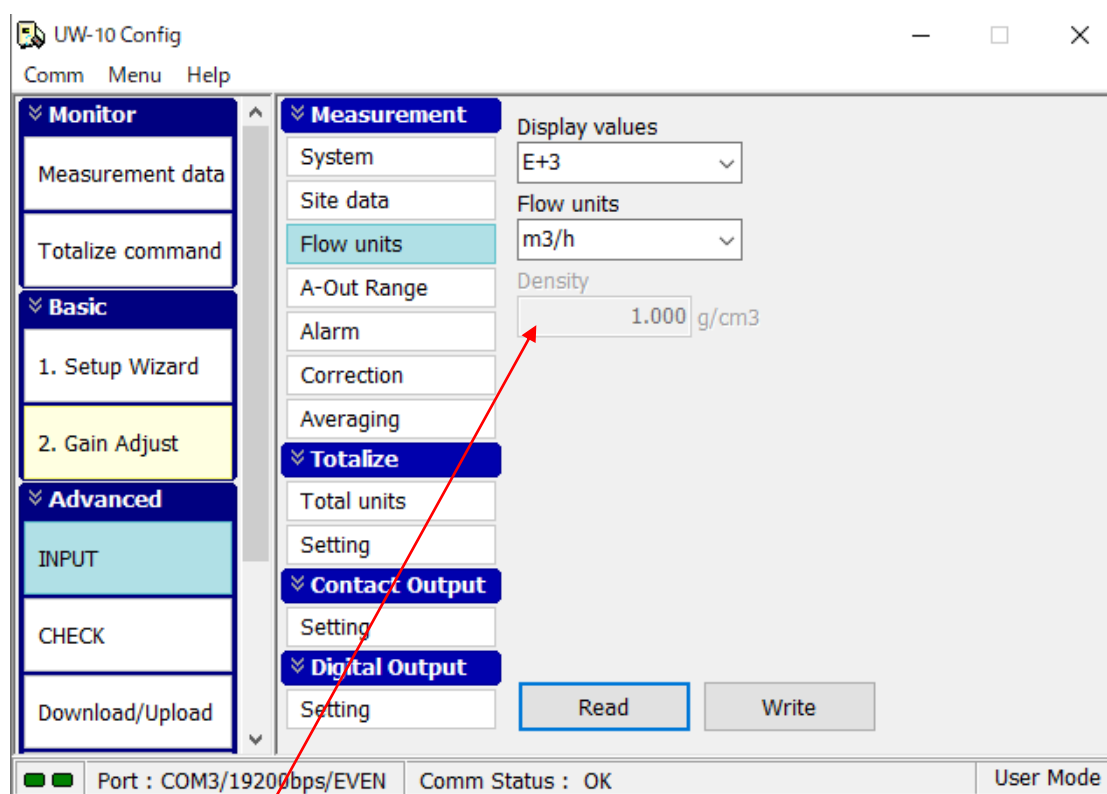 UW-10 Config
Comm Menu Help
Monitor
Measurement data
Totalize command
Basic
1. Setup Wizard
2. Gain Adjust
Advanced
INPUT
CHECK
Download/Upload
Measurement
System
Site data
Flow units
A-Out Range
Alarm
Correction
Averaging
Totalize
Total units
Setting
Contact Output
Setting
Digital Output
Setting
Display values
E+3
Flow units
m3/h
Density
1.000 g/cm3
Read Write
Port : COM3/19200bps/EVEN Comm Status : OK User Mode